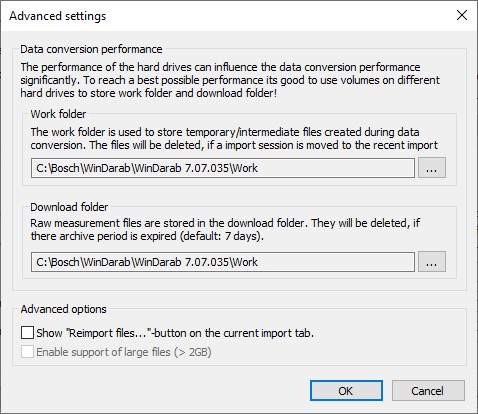 Advanced settings
Data conversion performance
The performance of the hard drives can influence the data conversion performance
significantly. To reach a best possible performance its good to use volumes on different
hard drives to store work folder and download folder!
Work folder
The work folder is used to store temporary/intermediate files created during data
conversion. The files will be deleted, if a import session is moved to the recent import
C:\Bosch\WinDarab\WinDarab 7.07.035\Work
...
Download folder
Raw measurement files are stored in the download folder. They will be deleted, if
there archive period is expired (default: 7 days).
C:\Bosch\WinDarab\WinDarab 7.07.035\Work
...
Advanced options
Show "Reimport files..."-button on the current import tab.
Enable support of large files (> 2GB)
OK
Cancel